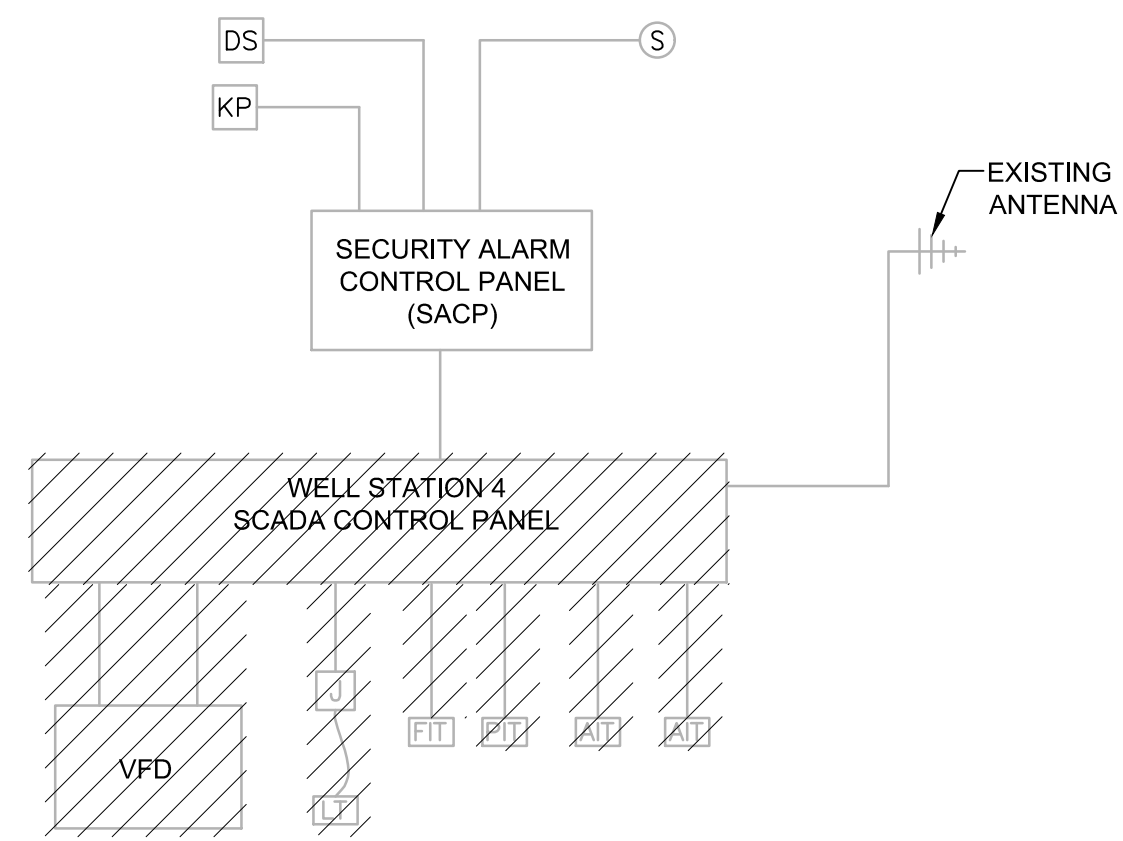 DS
S
KP
EXISTING
ANTENNA
SECURITY ALARM
CONTROL PANEL
(SACP)
WELL STATION 4
SCADA CONTROL PANEL
J
FIT
PIT
AIT
AIT
VFD
LT